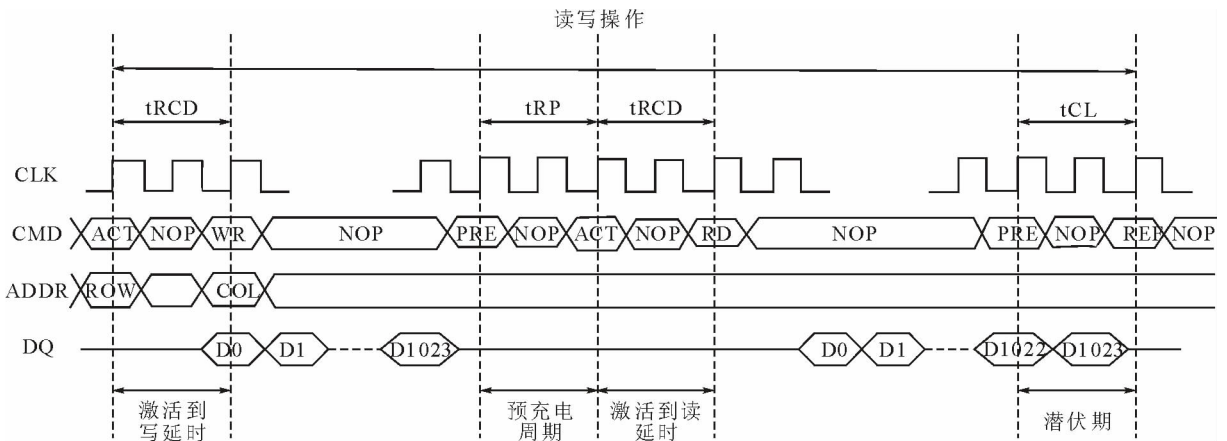 读写操作
tRCD tRP tRCD tCL
CLK
CMD ACT NOP WR NOP PRE NOP ACT NOP RD NOP PRE NOP REF NOP
ADDR ROW COL
DQ D0 D1 D1023 D0 D1 D1022 D1023
激活到 预充电 激活到读 潜伏期
写延时 周期 延时